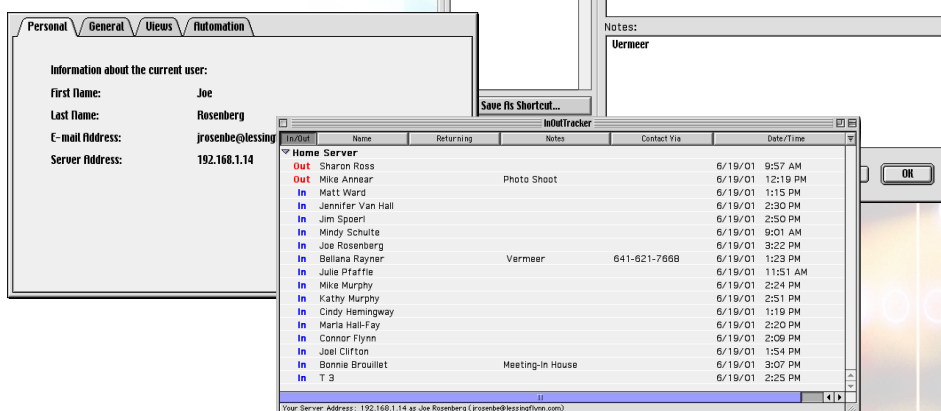 Personal General Views Automation
Information about the current user:
First Name: Joe
Last Name: Rosenberg
E-mail Address: jrosenbe@lessingf
Server Address: 192.168.1.14
Save As Shortcut...
Notes:
Vermeer
OK
InOutTracker
In/Out Name Returning Notes Contact Via Date/Time
Home Server
Out Sharon Ross 6/19/01 9:57 AM
Out Mike Annear Photo Shoot 6/19/01 12:19 PM
In Matt Ward 6/19/01 1:15 PM
In Jennifer Van Hall 6/19/01 2:30 PM
In Jim Spoerl 6/19/01 2:50 PM
In Mindy Schulte 6/19/01 9:01 AM
In Joe Rosenberg 6/19/01 3:22 PM
In Bellana Rayner Vermeer 641-621-7668 6/19/01 1:23 PM
In Julie Pfaffle 6/19/01 11:51 AM
In Mike Murphy 6/19/01 2:24 PM
In Kathy Murphy 6/19/01 2:51 PM
In Cindy Hemingway 6/19/01 1:19 PM
In Marla Hall-Fay 6/19/01 2:20 PM
In Connor Flynn 6/19/01 2:09 PM
In Joel Clifton 6/19/01 1:54 PM
In Bonnie Brouillet Meeting-In House 6/19/01 3:07 PM
In T 3 6/19/01 2:25 PM
Your Server Address: 192.168.1.14 as Joe Rosenberg (jrosenbe@lessingflynn.com)